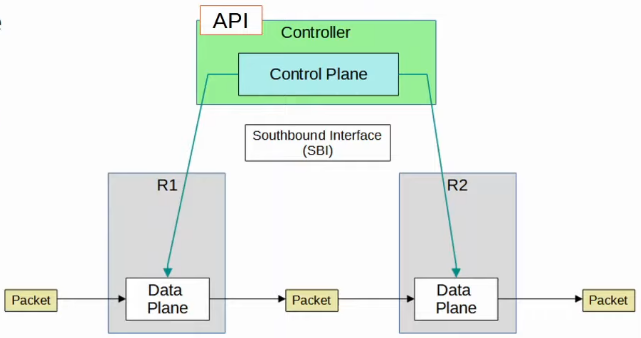 API
Controller
Control Plane
Southbound Interface
(SBI)
R1
R2
Packet
Data
Plane
Packet
Data
Plane
Packet